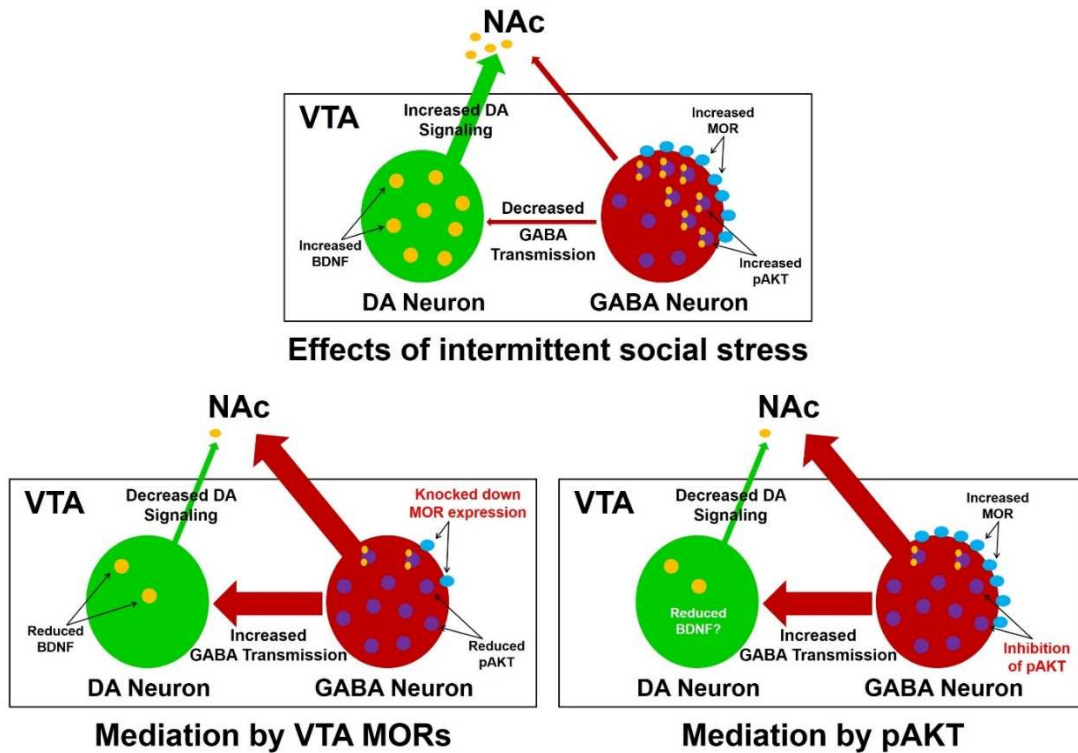 NAc
VTA
Increased DA
Signaling
Increased
MOR
Decreased
GABA
Transmission
Increased
BDNF
Increased
pAKT
DA Neuron
GABA Neuron
Effects of intermittent social stress
NAc
VTA
Decreased DA
Signaling
Knocked down
MOR expression
Reduced
BDNF
Increased
GABA Transmission
Reduced
pAKT
DA Neuron
GABA Neuron
Mediation by VTA MORs
NAc
VTA
Decreased DA
Signaling
Increased
MOR
Reduced
BDNF?
Increased
GABA Transmission
Inhibition
of pAKT
DA Neuron
GABA Neuron
Mediation by pAKT